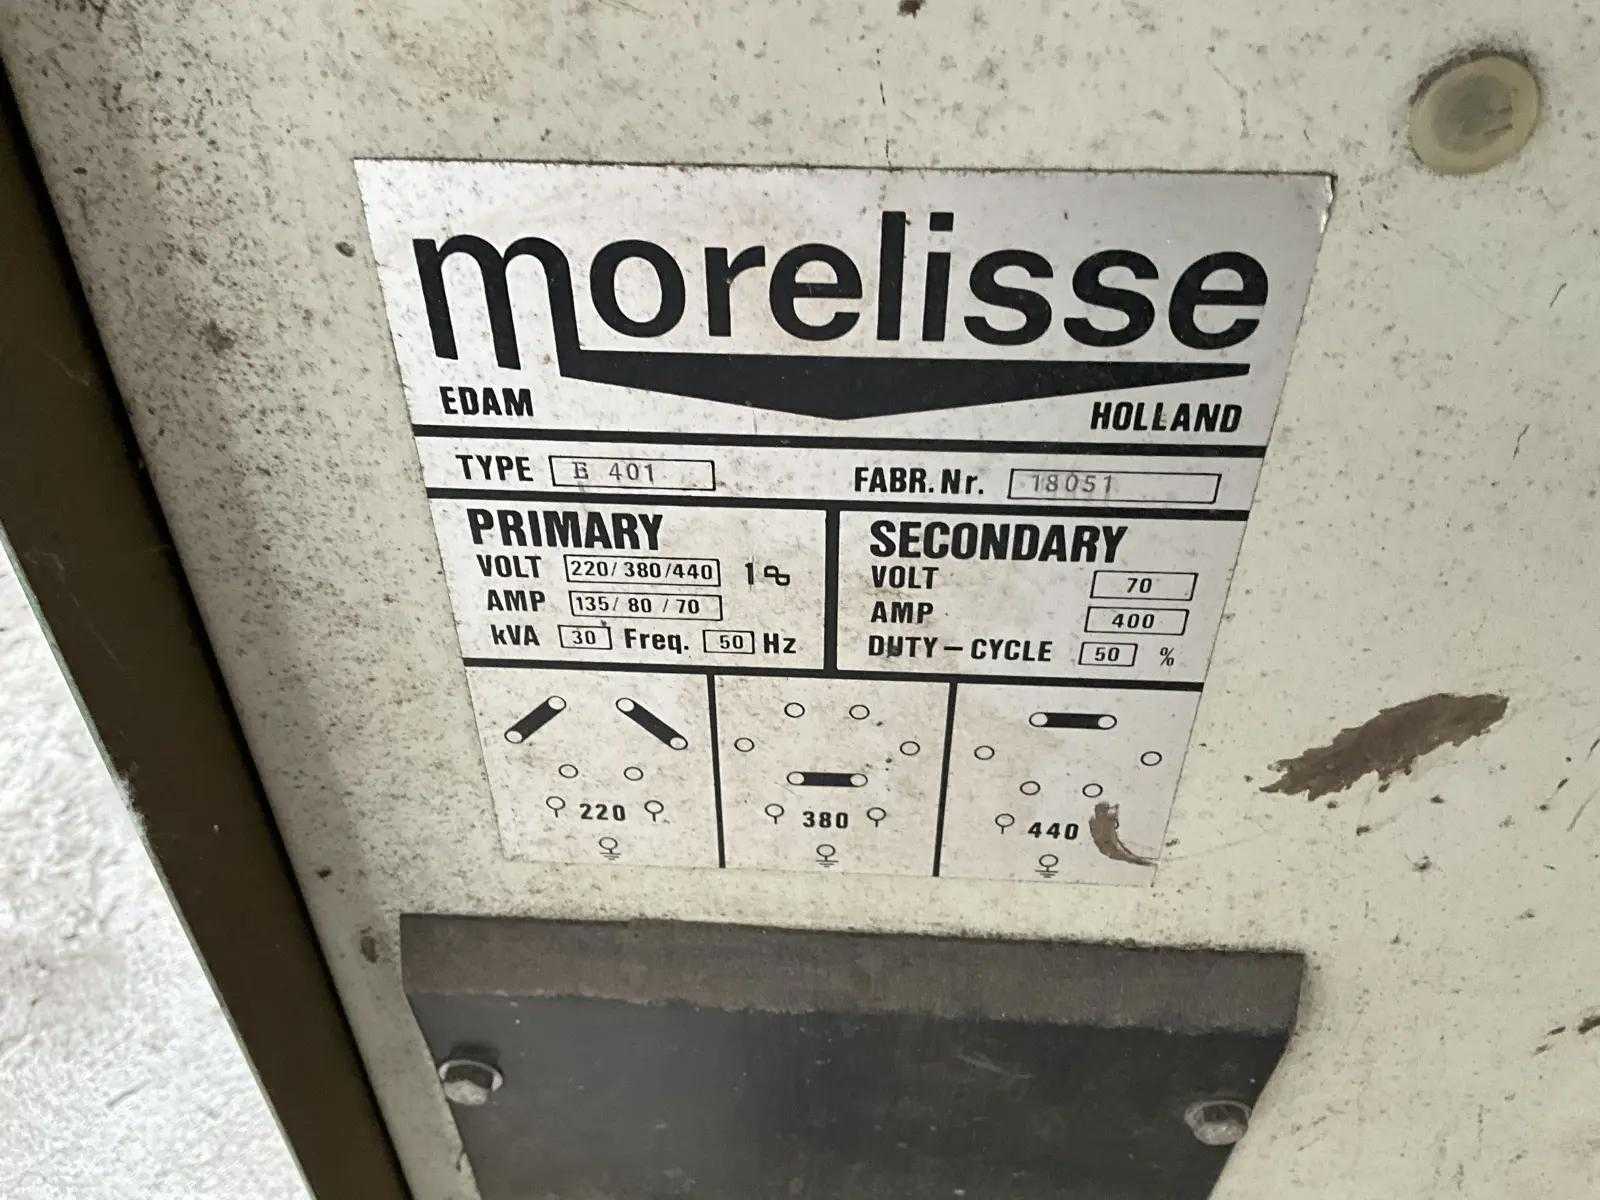 morelisse
EDAM HOLLAND
TYPE E 401 FABR.Nr. 18051
PRIMARY
VOLT 220/380/440 1
AMP 135/80/70
kVA 30 Freq. 50 Hz
SECONDARY
VOLT 70
AMP 400
DUTY-CYCLE 50 %
220 380 440